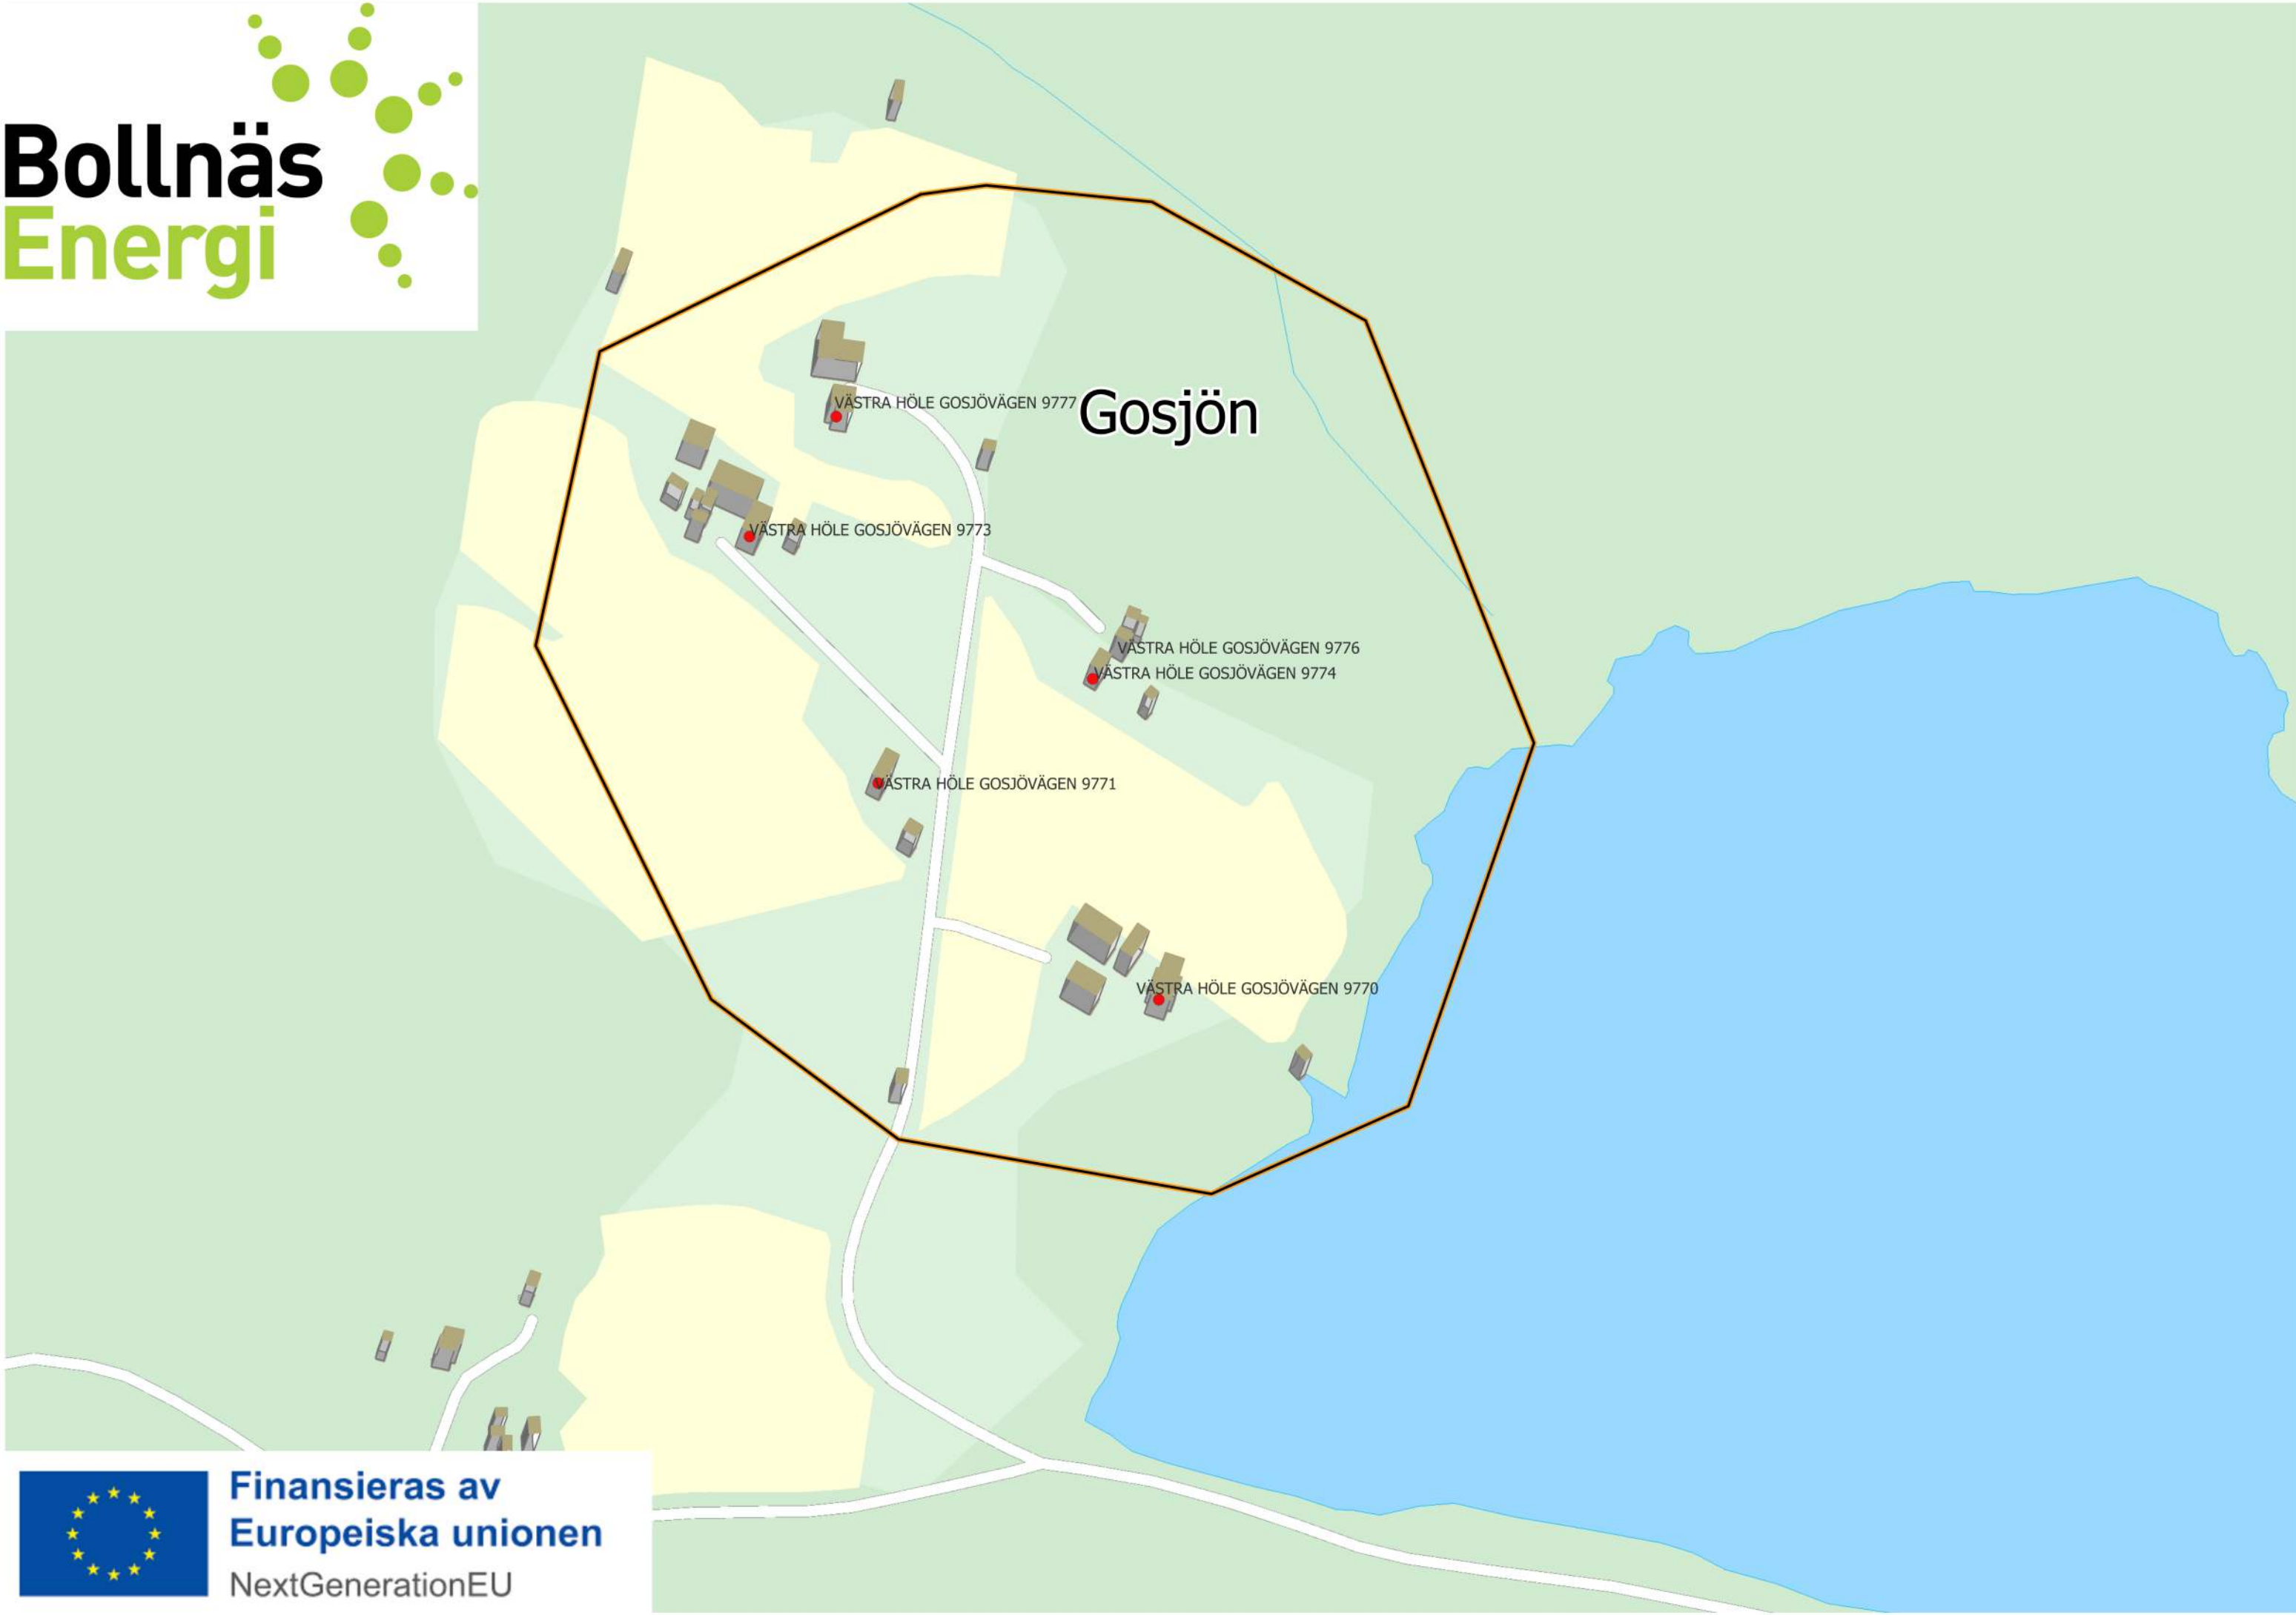 Bollnäs
Energi
VÄSTRA HÖLE GOSJÖVÄGEN 9777
Gosjön
VÄSTRA HÖLE GOSJÖVÄGEN 9773
VÄSTRA HÖLE GOSJÖVÄGEN 9776
VÄSTRA HÖLE GOSJÖVÄGEN 9774
VÄSTRA HÖLE GOSJÖVÄGEN 9771
VÄSTRA HÖLE GOSJÖVÄGEN 9770
Finansieras av
Europeiska unionen
NextGenerationEU